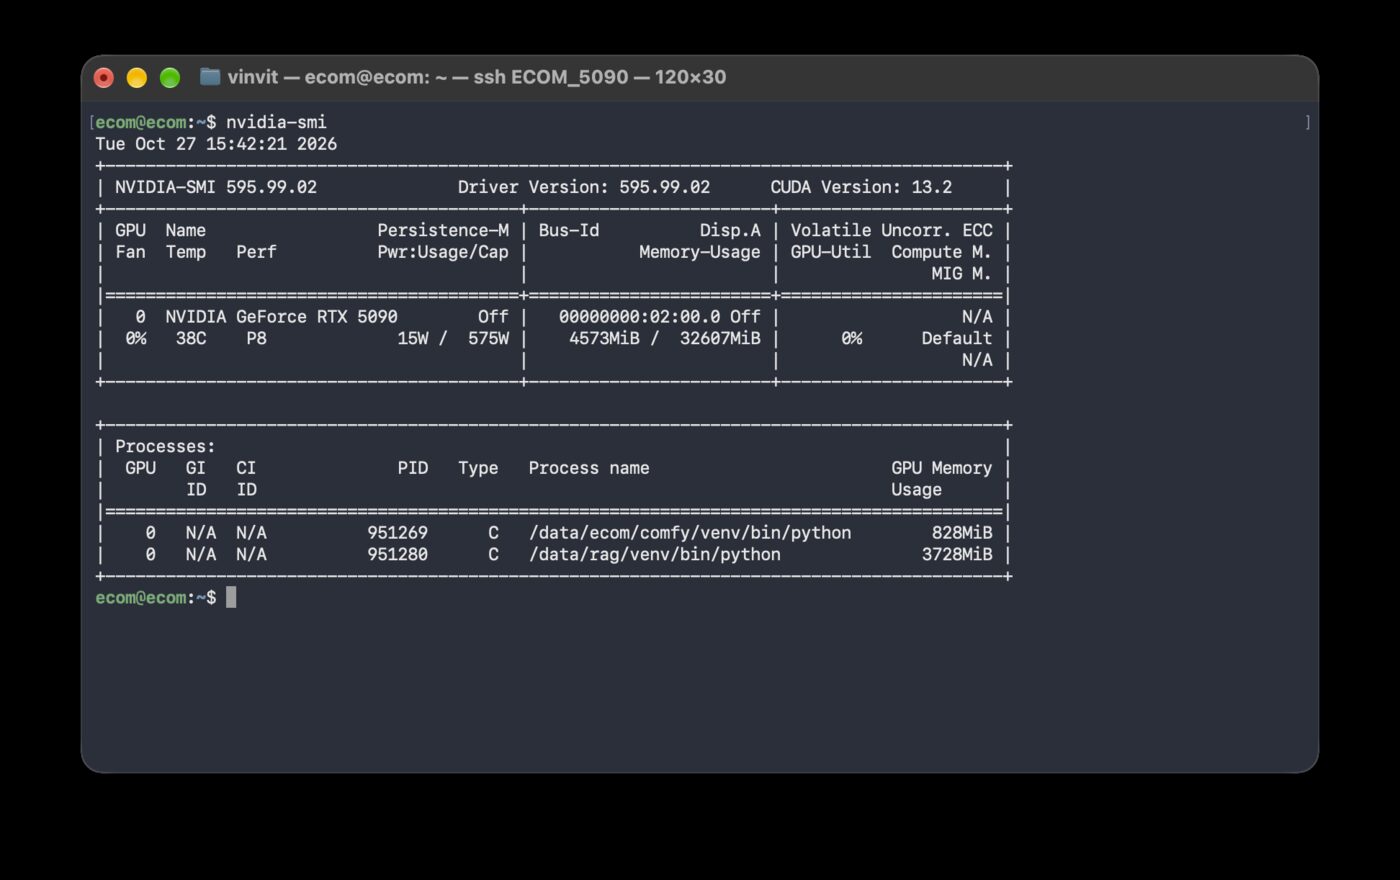 vinvit — ecom@ecom: ~ — ssh ECOM_5090 — 120×30
[ecom@ecom:~$ nvidia-smi ]
Tue Oct 27 15:42:21 2026
+-----------------------------------------------------------------------------------------+
| NVIDIA-SMI 595.99.02              Driver Version: 595.99.02      CUDA Version: 13.2     |
+-----------------------------------------+------------------------+----------------------+
| GPU  Name                 Persistence-M | Bus-Id          Disp.A | Volatile Uncorr. ECC |
| Fan  Temp   Perf          Pwr:Usage/Cap |           Memory-Usage | GPU-Util  Compute M. |
|                                         |                        |               MIG M. |
|=========================================+========================+======================|
|   0  NVIDIA GeForce RTX 5090        Off |   00000000:02:00.0 Off |                  N/A |
|  0%   38C    P8             15W /  575W |    4573MiB /  32607MiB |      0%      Default |
|                                         |                        |                  N/A |
+-----------------------------------------+------------------------+----------------------+
+-----------------------------------------------------------------------------------------+
| Processes:                                                                              |
|  GPU   GI   CI              PID   Type   Process name                        GPU Memory |
|        ID   ID                                                               Usage      |
|=========================================================================================|
|    0   N/A  N/A          951269      C   /data/ecom/comfy/venv/bin/python        828MiB |
|    0   N/A  N/A          951280      C   /data/rag/venv/bin/python              3728MiB |
+-----------------------------------------------------------------------------------------+
ecom@ecom:~$